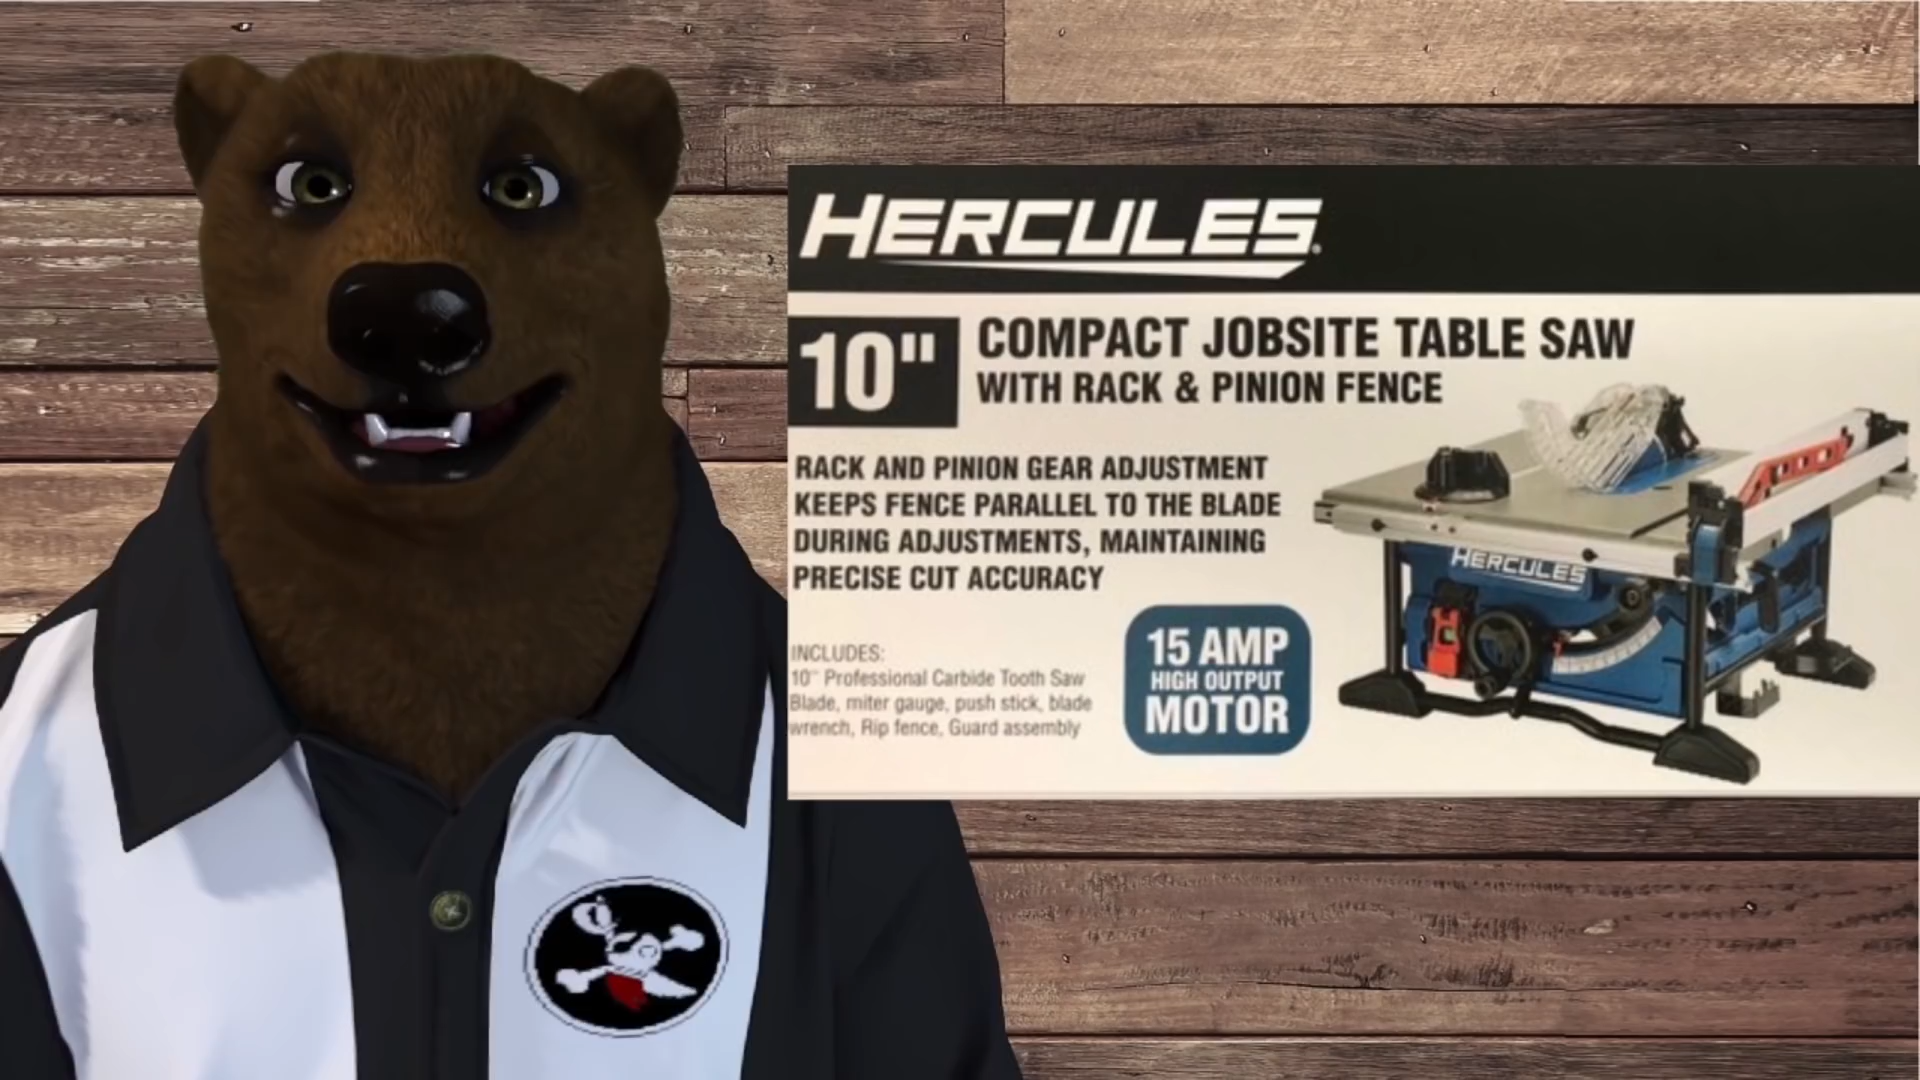 HERCULES®
10" COMPACT JOBSITE TABLE SAW
WITH RACK & PINION FENCE
RACK AND PINION GEAR ADJUSTMENT
KEEPS FENCE PARALLEL TO THE BLADE
DURING ADJUSTMENTS, MAINTAINING
PRECISE CUT ACCURACY
INCLUDES:
10" Professional Carbide Tooth Saw
Blade, miter gauge, push stick, blade
wrench, Rip fence, Guard assembly
15 AMP
HIGH OUTPUT
MOTOR
HERCULES